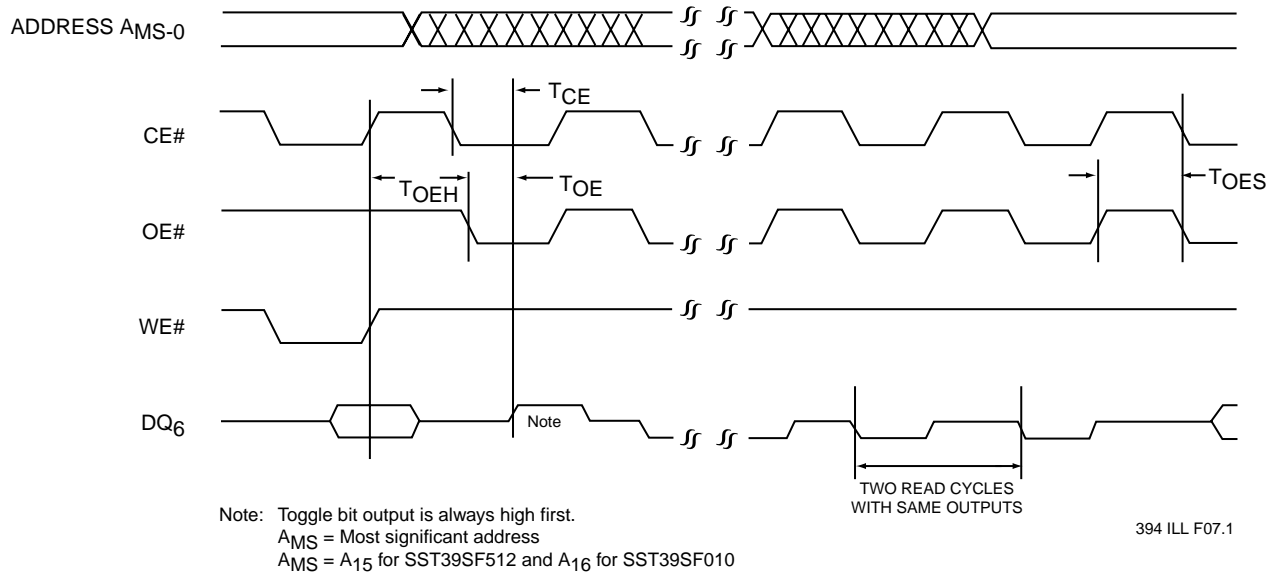 ADDRESS AMS-0
TCE
CE#
TOEH
TOE
TOES
OE#
WE#
DQ6
Note
TWO READ CYCLES
WITH SAME OUTPUTS
Note: Toggle bit output is always high first.
AMS = Most significant address
AMS = A15 for SST39SF512 and A16 for SST39SF010
394 ILL F07.1